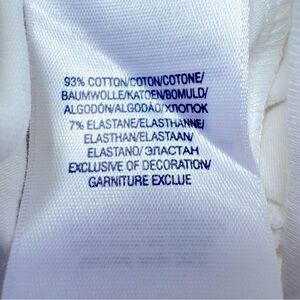 93% COTTON/COTON/COTONE/
BAUMWOLLE/KATOEN/BOMULD/
ALGODÓN/ALGODÃO/ХЛОПОК
7% ELASTANE/ELASTHANNE/
ELASTHAN/ELASTAAN/
ELASTANO/ЭЛАСТАН
EXCLUSIVE OF DECORATION/
GARNITURE EXCLUE